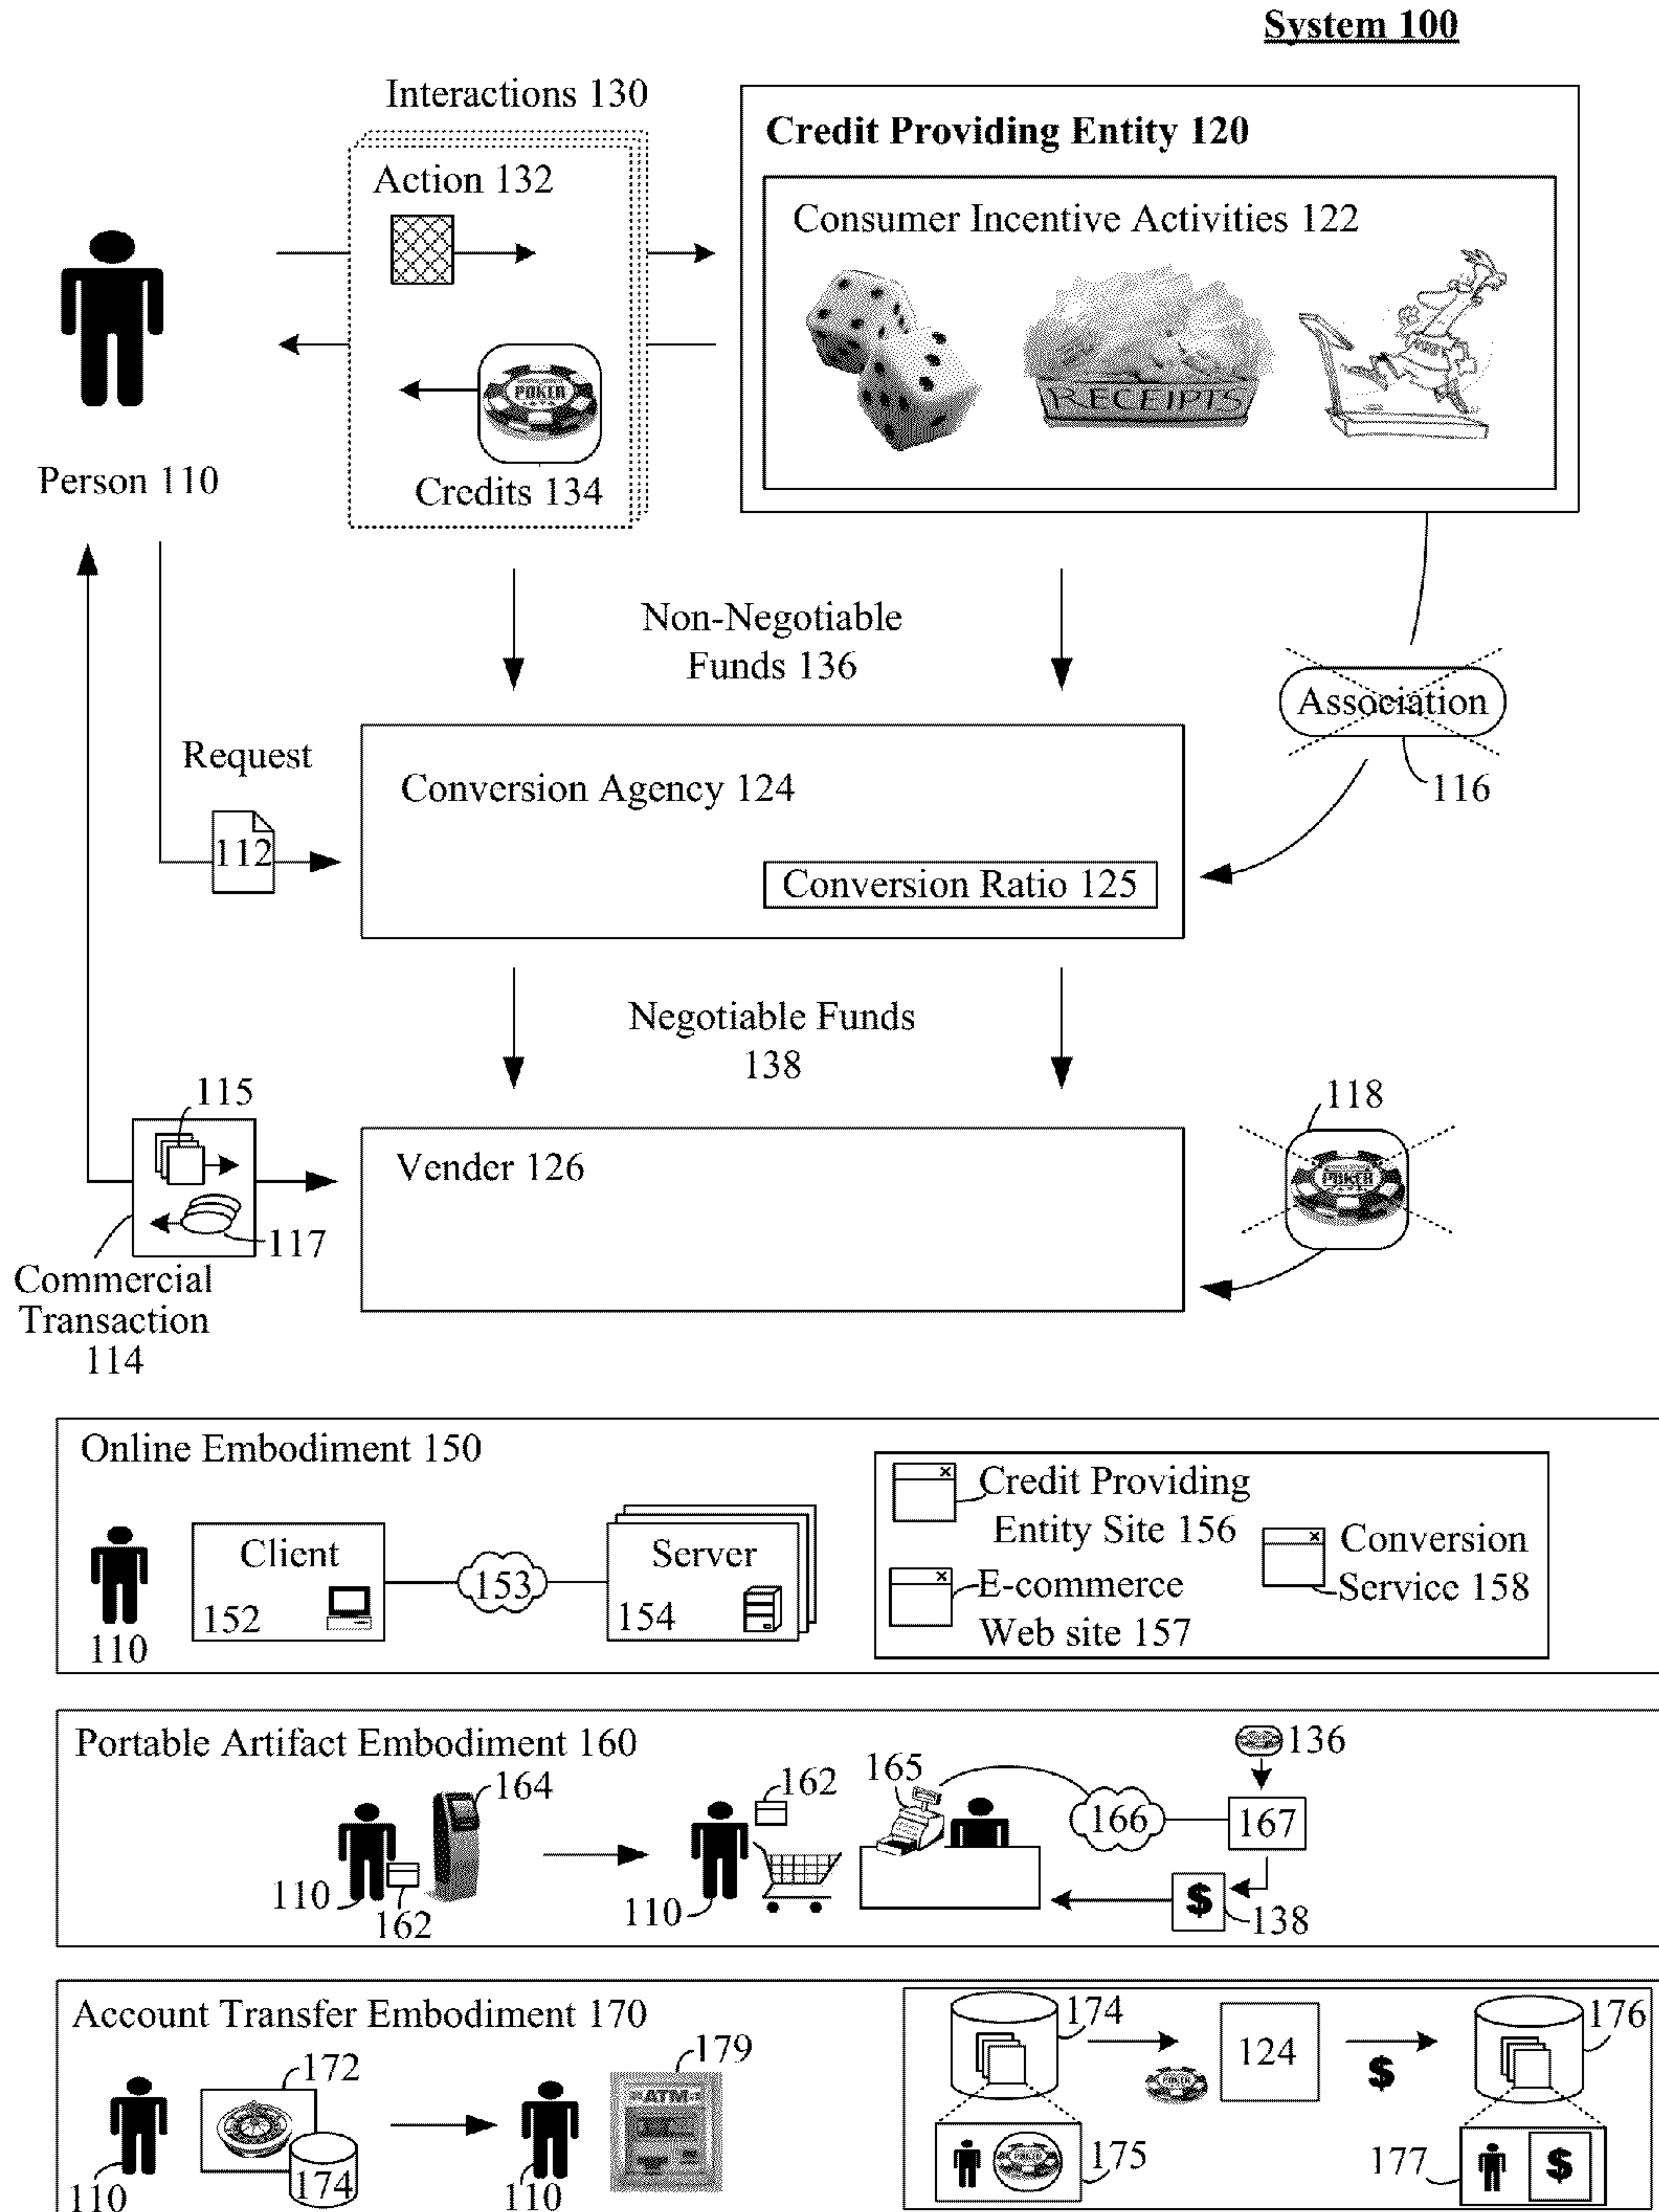 System 100
Interactions 130
Credit Providing Entity 120
Action 132
Consumer Incentive Activities 122
POKER
RECEIPTS
Credits 134
Person 110
Non-Negotiable
Funds 136
Association
116
Request
112
Conversion Agency 124
Conversion Ratio 125
Negotiable Funds
138
115
118
Vender 126
POKER
117
Commercial
Transaction
114
Online Embodiment 150
Client
152
153
Server
154
110
Credit Providing
Entity Site 156
Conversion
Service 158
E-commerce
Web site 157
Portable Artifact Embodiment 160
164
162
165
136
166
167
110
162
110
$
138
Account Transfer Embodiment 170
172
179
ATM
174
110
110
174
124
176
POKER
$
175
177
$